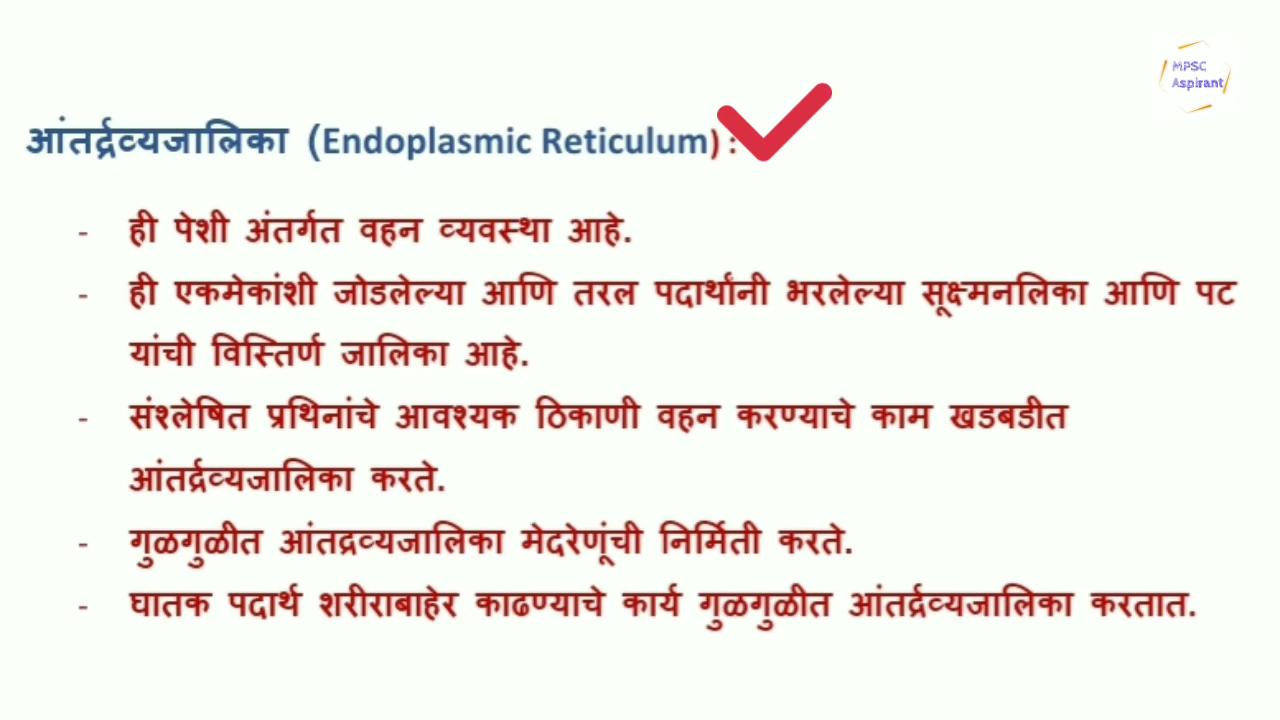 MPSC
Aspirant
आंतर्द्रव्यजालिका (Endoplasmic Reticulum) :
- ही पेशी अंतर्गत वहन व्यवस्था आहे.
- ही एकमेकांशी जोडलेल्या आणि तरल पदार्थांनी भरलेल्या सूक्ष्मनलिका आणि पट
यांची विस्तिर्ण जालिका आहे.
- संश्लेषित प्रथिनांचे आवश्यक ठिकाणी वहन करण्याचे काम खडबडीत
आंतर्द्रव्यजालिका करते.
- गुळगुळीत आंतद्रव्यजालिका मेदरेणूंची निर्मिती करते.
- घातक पदार्थ शरीराबाहेर काढण्याचे कार्य गुळगुळीत आंतर्द्रव्यजालिका करतात.